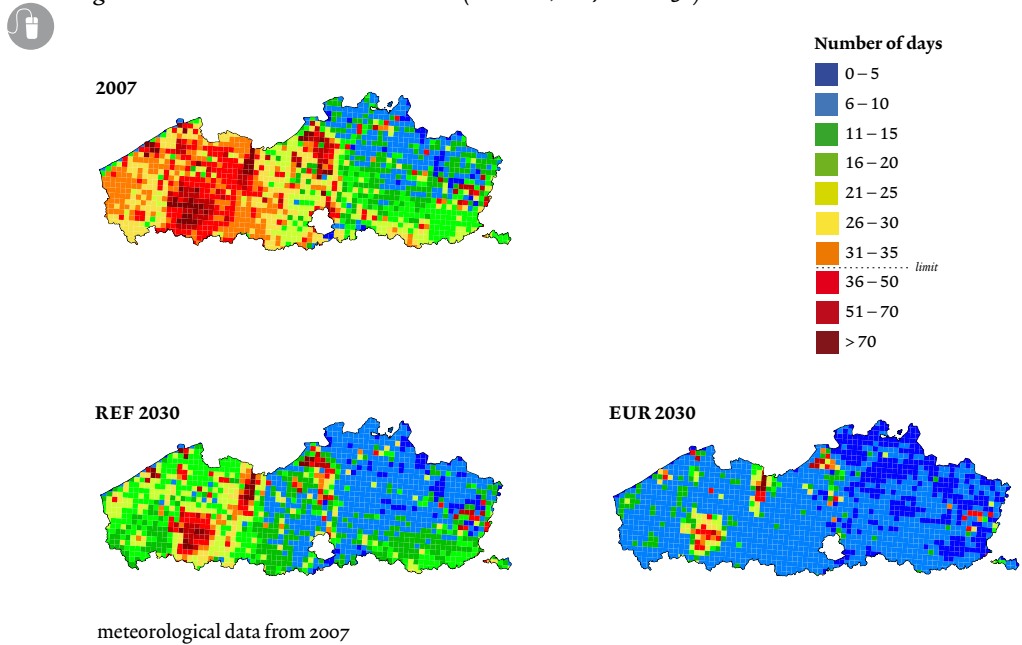 Number of days
0–5
2007
6–10
11–15
16–20
21–25
26–30
31–35
limit
36–50
51–70
>70
REF 2030
EUR 2030
meteorological data from 2007